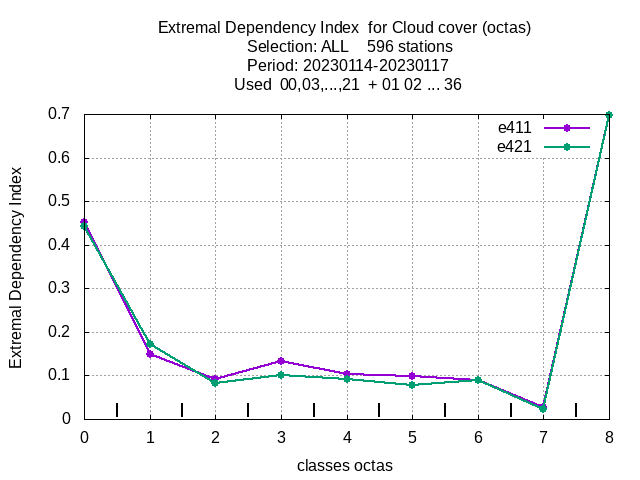 Extremal Dependency Index  for Cloud cover (octas)
Selection: ALL    596 stations
Period: 20230114-20230117
Used  00,03,...,21  + 01 02 ... 36
e411
e421
Extremal Dependency Index
0.7
0.6
0.5
0.4
0.3
0.2
0.1
0
0 1 2 3 4 5 6 7 8
classes octas